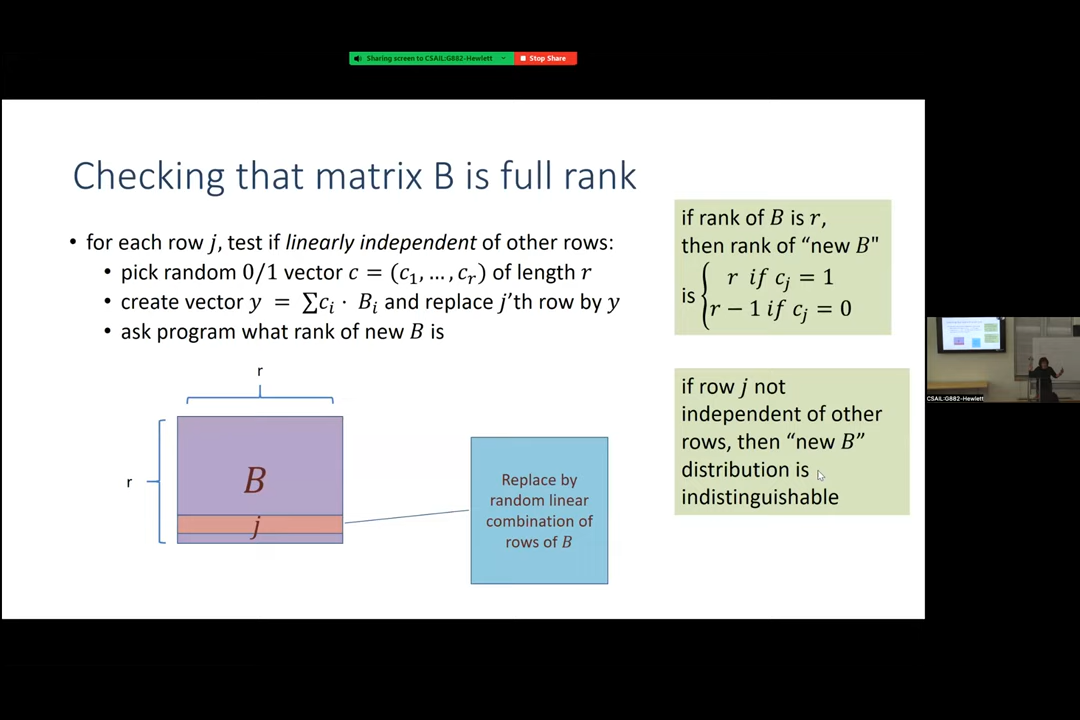 Sharing screen to CSAIL:G882-Hewlett
Stop Share
Checking that matrix B is full rank
• for each row j, test if linearly independent of other rows:
• pick random 0/1 vector c = (c₁, … , cᵣ) of length r
• create vector y = ∑cᵢ · Bᵢ and replace j'th row by y
• ask program what rank of new B is
r
r
B
j
Replace by
random linear
combination of
rows of B
if rank of B is r,
then rank of “new B"
is { r if cⱼ = 1
r − 1 if cⱼ = 0
if row j not
independent of other
rows, then “new B”
distribution is
indistinguishable
CSAIL:G882-Hewlett